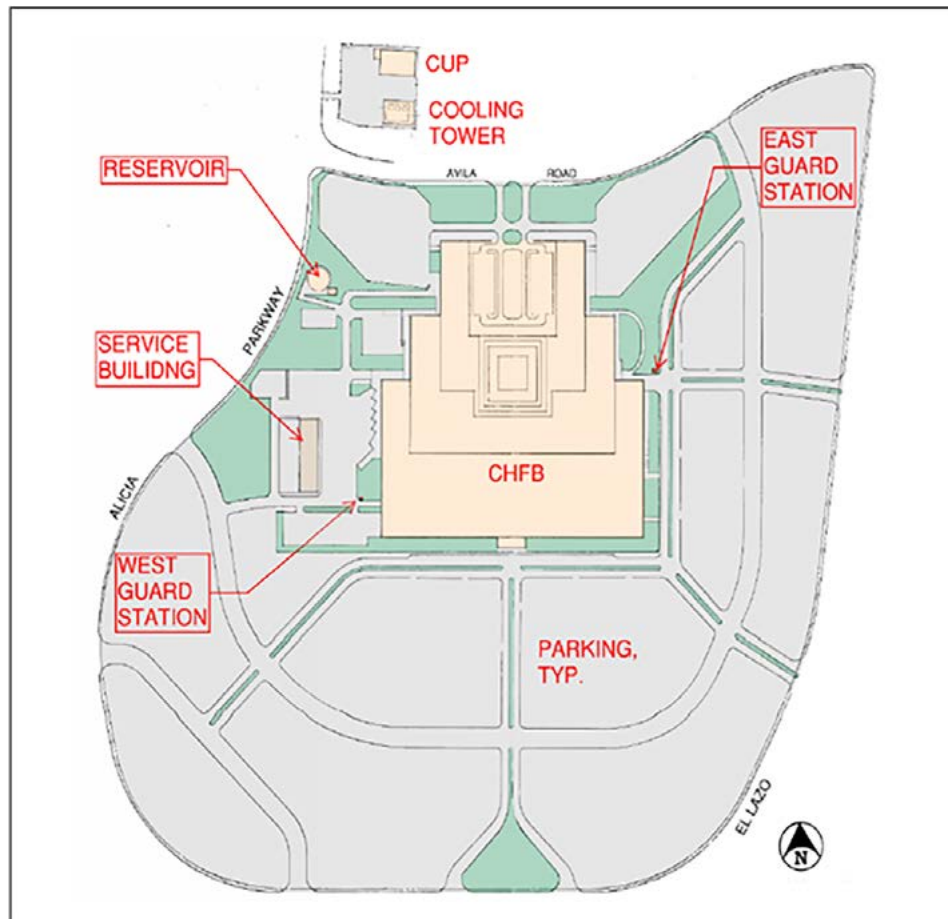 CUP
COOLING
TOWER
EAST
GUARD
STATION
RESERVOIR
AVILA ROAD
PARKWAY
SERVICE
BUILIDNG
CHFB
ALICIA
WEST
GUARD
STATION
PARKING,
TYP.
EL LAZO
N